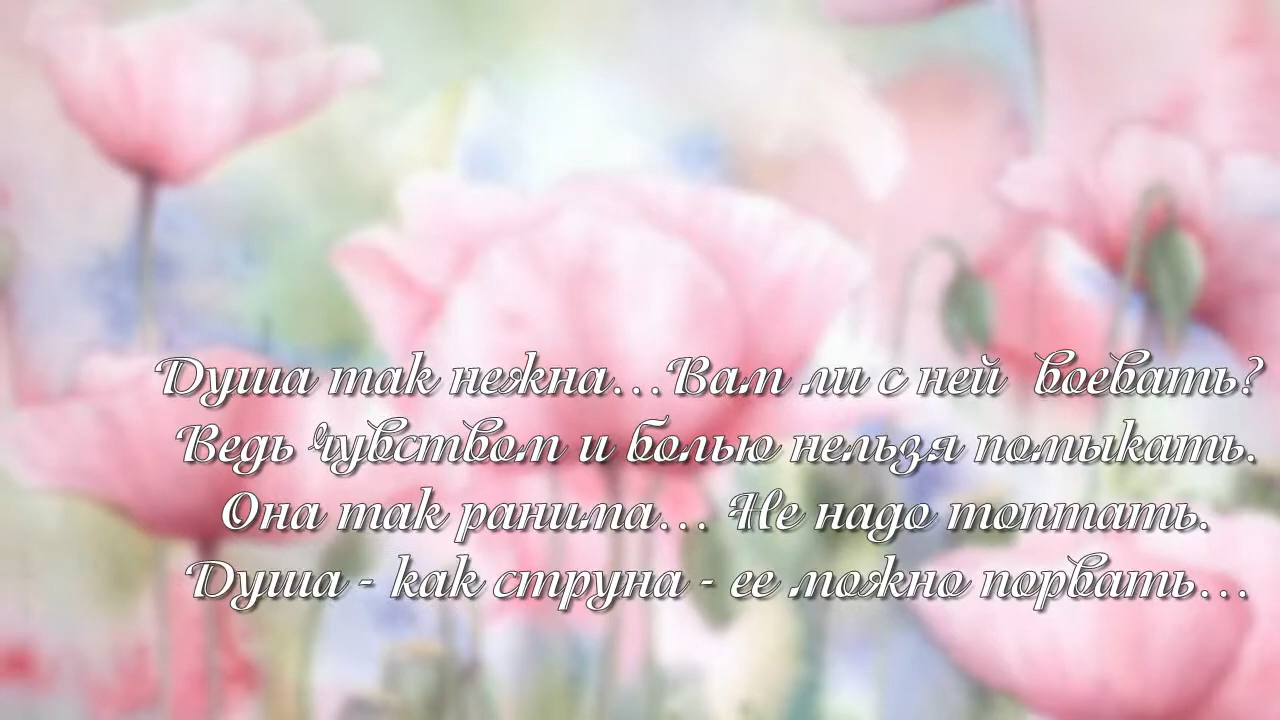 Душа так нежна...Вам ли с ней воевать?
Ведь чувством и болью нельзя помыкать.
Она так ранима... Не надо топтать.
Душа - как струна - ее можно порвать...